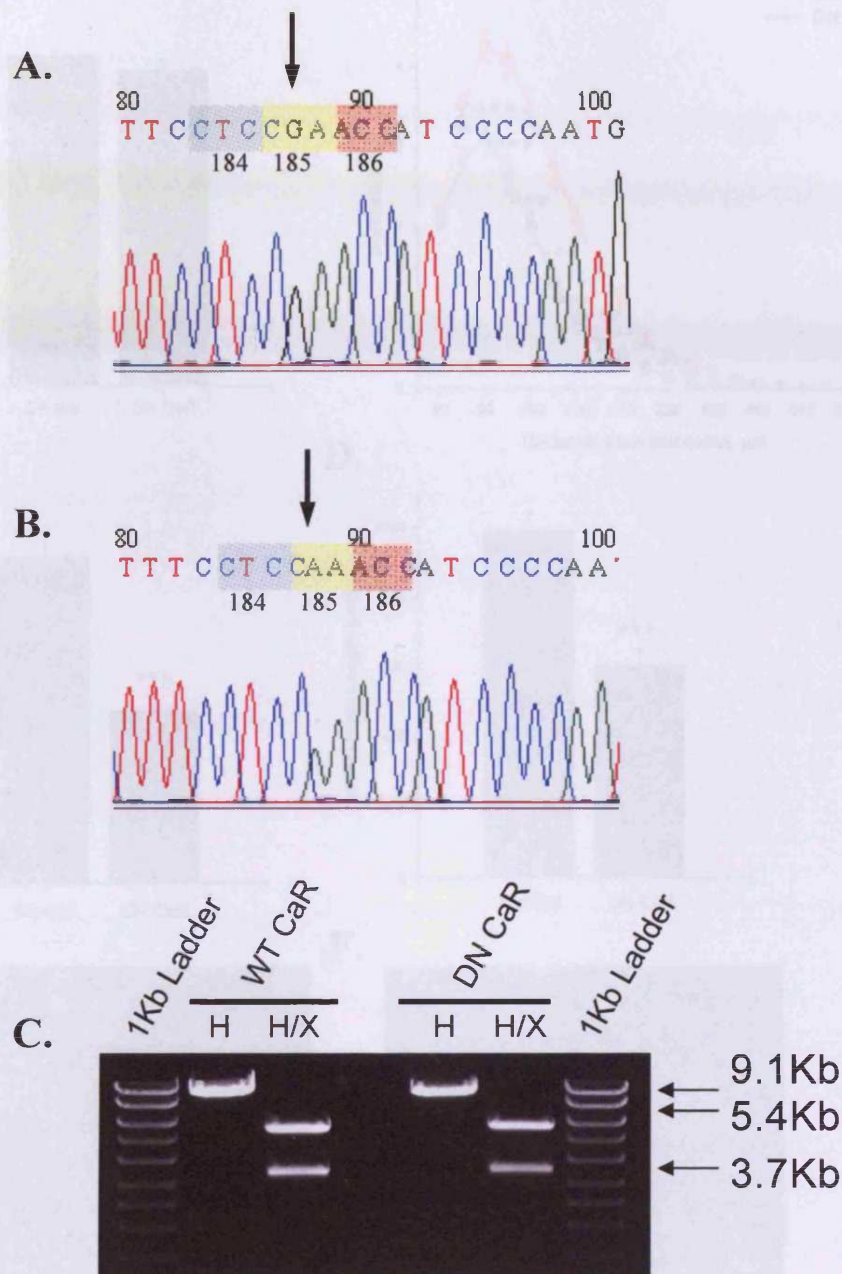 A.
80 90 100
T T C C T C C G A A C C A T C C C C A A T G
184 185 186
B.
80 90 100
T T T C C T C C A A A C C A T C C C C A A
184 185 186
1Kb Ladder WT CaR DN CaR 1Kb Ladder
H H/X H H/X
C.
9.1Kb
5.4Kb
3.7Kb